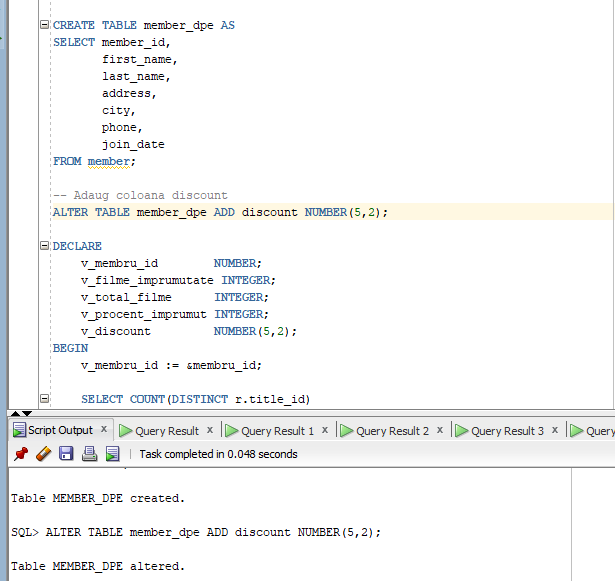 CREATE TABLE member_dpe AS
SELECT member_id,
first_name,
last_name,
address,
city,
phone,
join_date
FROM member;
-- Adaug coloana discount
ALTER TABLE member_dpe ADD discount NUMBER(5,2);
DECLARE
v_membru_id NUMBER;
v_filme_imprumutate INTEGER;
v_total_filme INTEGER;
v_procent_imprumut INTEGER;
v_discount NUMBER(5,2);
BEGIN
v_membru_id := &membru_id;
SELECT COUNT(DISTINCT r.title_id)
Script Output x Query Result x Query Result 1 x Query Result 2 x Query Result 3 x Query
Task completed in 0.048 seconds
Table MEMBER_DPE created.
SQL> ALTER TABLE member_dpe ADD discount NUMBER(5,2);
Table MEMBER_DPE altered.